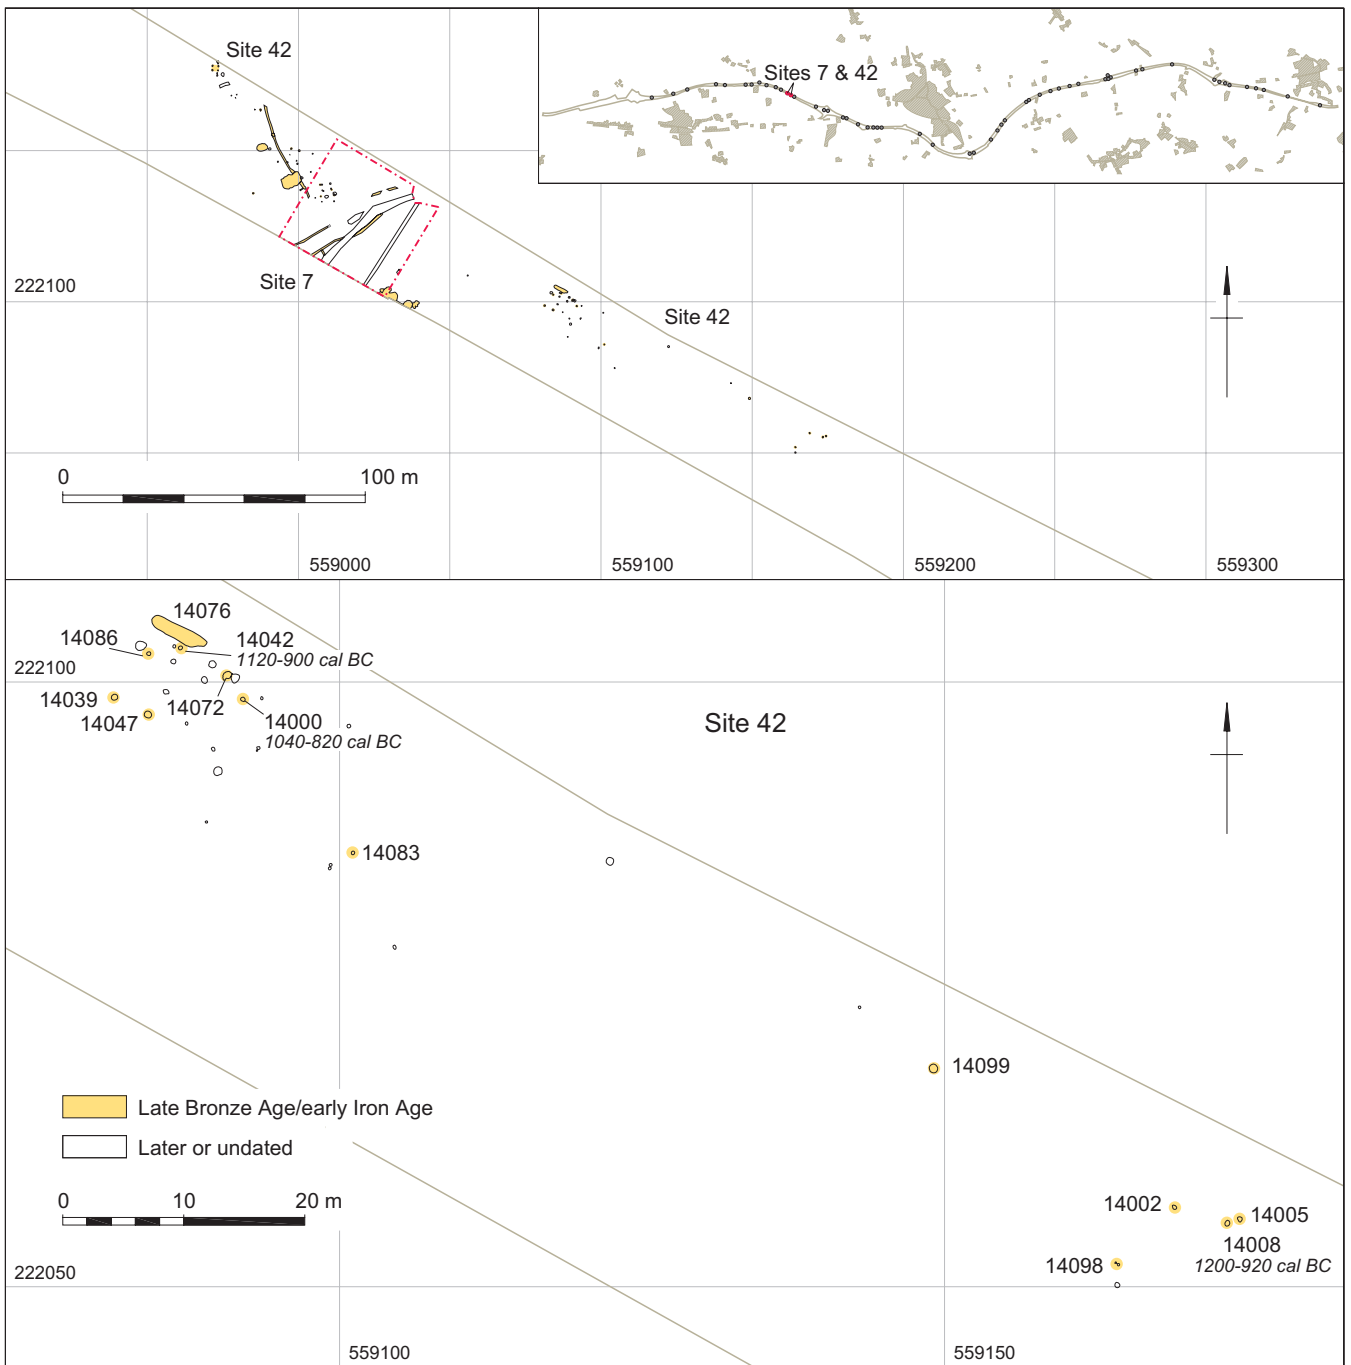 Site 42
Sites 7 & 42
Site 7
222100
Site 42
0 100 m
559000 559100 559200 559300
14076
14086
14042
1120-900 cal BC
222100
14039
14072
14047
14000
1040-820 cal BC
Site 42
14083
14099
Late Bronze Age/early Iron Age
Later or undated
0 10 20 m
14002
14005
14008
1200-920 cal BC
14098
222050
559100 559150